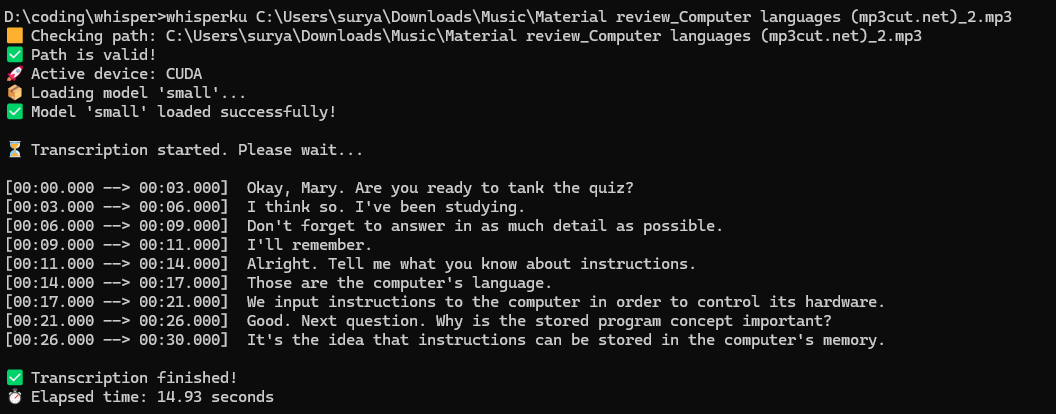 D:\coding\whisper>whisperku C:\Users\surya\Downloads\Music\Material review_Computer languages (mp3cut.net)_2.mp3
🟧 Checking path: C:\Users\surya\Downloads\Music\Material review_Computer languages (mp3cut.net)_2.mp3
✅ Path is valid!
🚀 Active device: CUDA
📦 Loading model 'small'...
✅ Model 'small' loaded successfully!
⏳ Transcription started. Please wait...
[00:00.000 --> 00:03.000]  Okay, Mary. Are you ready to tank the quiz?
[00:03.000 --> 00:06.000]  I think so. I've been studying.
[00:06.000 --> 00:09.000]  Don't forget to answer in as much detail as possible.
[00:09.000 --> 00:11.000]  I'll remember.
[00:11.000 --> 00:14.000]  Alright. Tell me what you know about instructions.
[00:14.000 --> 00:17.000]  Those are the computer's language.
[00:17.000 --> 00:21.000]  We input instructions to the computer in order to control its hardware.
[00:21.000 --> 00:26.000]  Good. Next question. Why is the stored program concept important?
[00:26.000 --> 00:30.000]  It's the idea that instructions can be stored in the computer's memory.
✅ Transcription finished!
⏱️ Elapsed time: 14.93 seconds